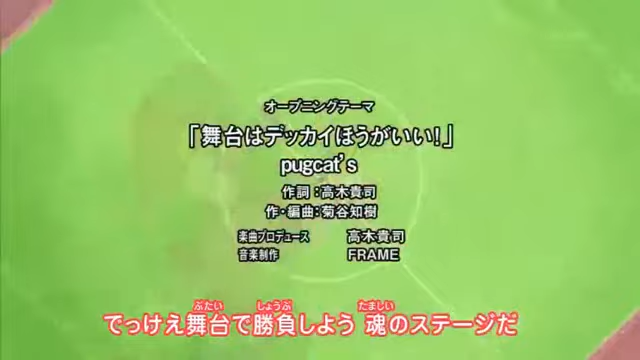 オープニングテーマ
「舞台はデッカイほうがいい!」
pugcat's
作詞:高木貴司
作・編曲:菊谷知樹
楽曲プロデュース 高木貴司
音楽制作 FRAME
ぶたい しょうぶ たましい
でっけえ舞台で勝負しよう 魂のステージだ